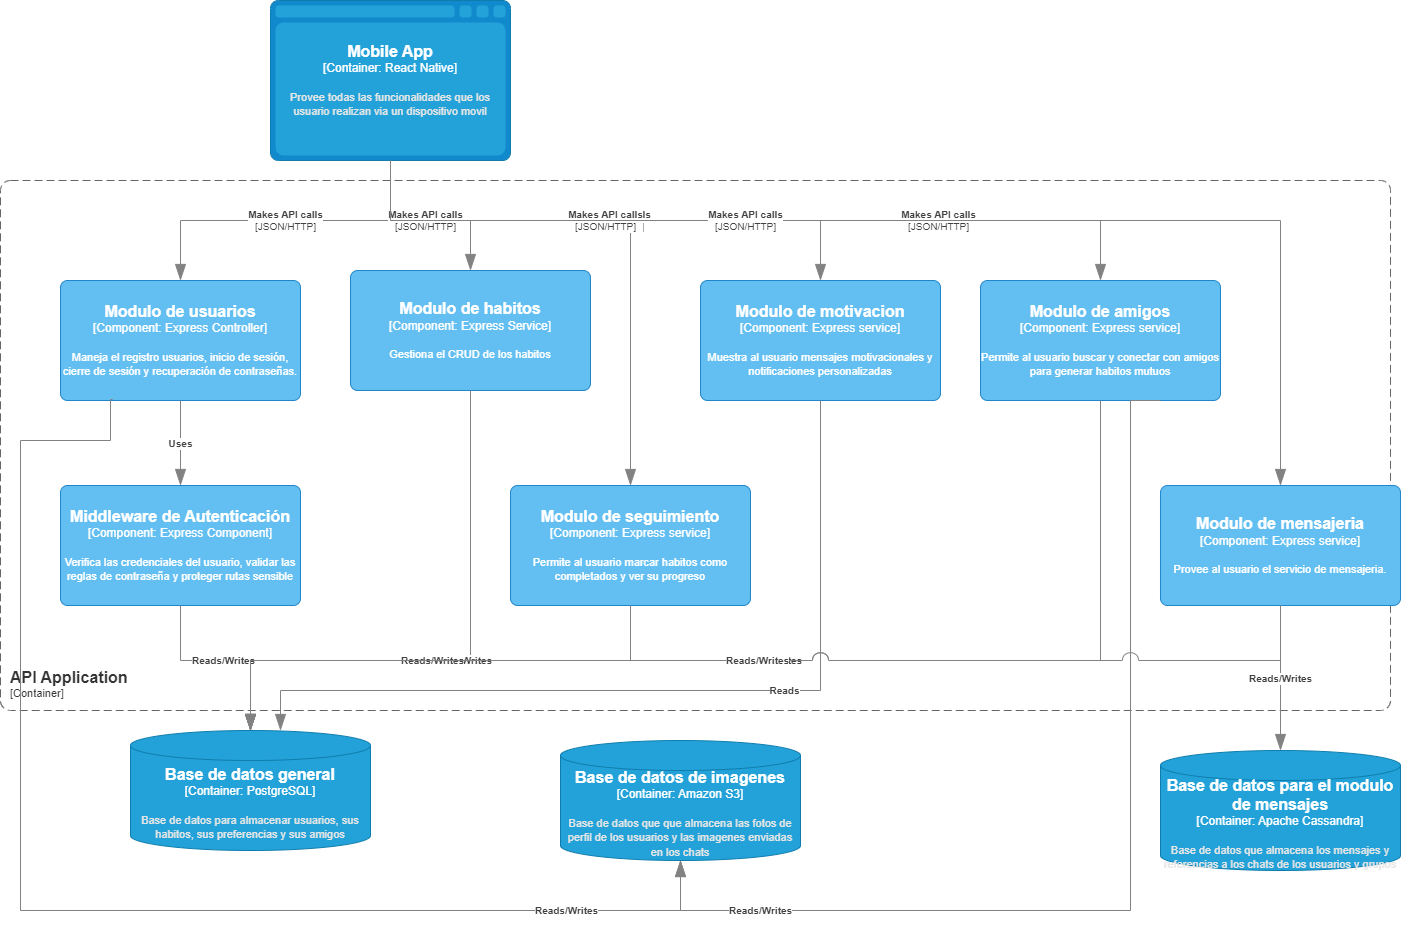 Mobile App
[Container: React Native]
Provee todas las funcionalidades que los
usuario realizan via un dispositivo movil
Makes API calls
[JSON/HTTP]
Makes API calls
[JSON/HTTP]
Makes API callsls
[JSON/HTTP]
Makes API calls
[JSON/HTTP]
Makes API calls
[JSON/HTTP]
Modulo de usuarios
[Component: Express Controller]
Maneja el registro usuarios, inicio de sesión,
cierre de sesión y recuperación de contraseñas.
Modulo de habitos
[Component: Express Service]
Gestiona el CRUD de los habitos
Modulo de motivacion
[Component: Express service]
Muestra al usuario mensajes motivacionales y
notificaciones personalizadas
Modulo de amigos
[Component: Express service]
Permite al usuario buscar y conectar con amigos
para generar habitos mutuos
Uses
Middleware de Autenticación
[Component: Express Component]
Verifica las credenciales del usuario, validar las
reglas de contraseña y proteger rutas sensible
Modulo de seguimiento
[Component: Express service]
Permite al usuario marcar habitos como
completados y ver su progreso
Modulo de mensajeria
[Component: Express service]
Provee al usuario el servicio de mensajeria.
Reads/Writes
Reads/Writes
Reads/Writes
Reads/Writes
Reads
API Application
[Container]
Base de datos general
[Container: PostgreSQL]
Base de datos para almacenar usuarios, sus
habitos, sus preferencias y sus amigos
Base de datos de imagenes
[Container: Amazon S3]
Base de datos que que almacena las fotos de
perfil de los usuarios y las imagenes enviadas
en los chats
Base de datos para el modulo
de mensajes
[Container: Apache Cassandra]
Base de datos que almacena los mensajes y
referencias a los chats de los usuarios y grupos
Reads/Writes
Reads/Writes